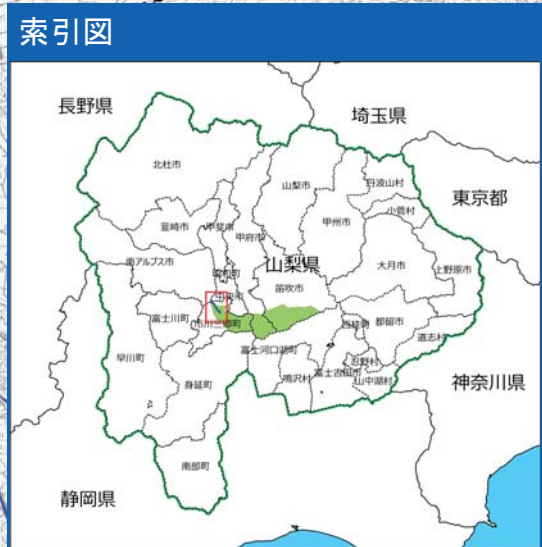 索引図
長野県
埼玉県
北杜市
山梨市
丹波山村
小菅村
東京都
韮崎市
甲斐市
甲府市
甲州市
南アルプス市
昭和町
山梨県
大月市
上野原市
中央市
笛吹市
富士川町
市川三郷町
西桂町
都留市
道志村
早川町
富士河口湖町
忍野村
身延町
鳴沢村
富士吉田市
山中湖村
神奈川県
南部町
静岡県